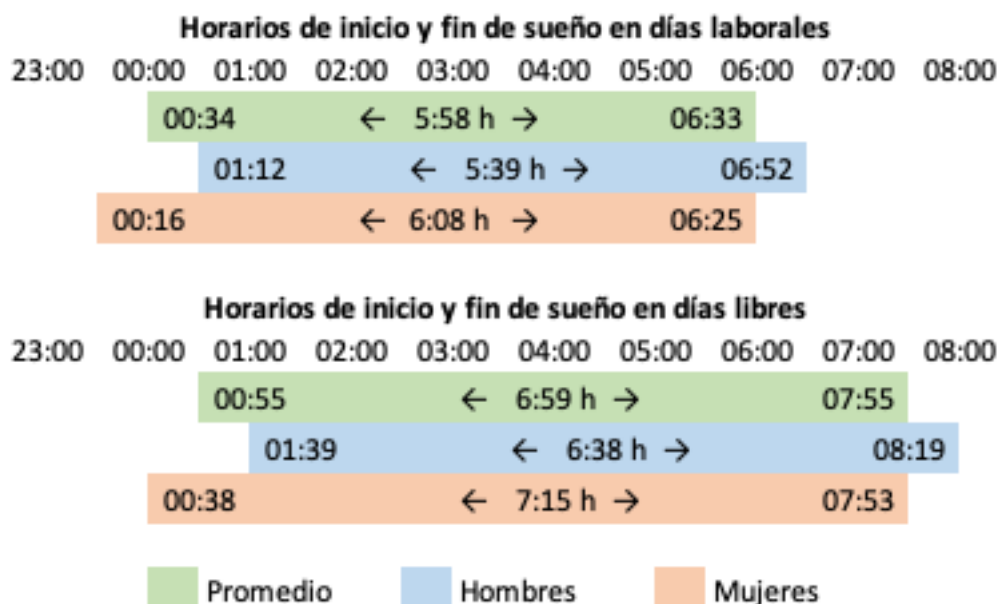 Horarios de inicio y fin de sueño en días laborales
23:00 00:00 01:00 02:00 03:00 04:00 05:00 06:00 07:00 08:00
00:34 ← 5:58 h → 06:33
01:12 ← 5:39 h → 06:52
00:16 ← 6:08 h → 06:25
Horarios de inicio y fin de sueño en días libres
23:00 00:00 01:00 02:00 03:00 04:00 05:00 06:00 07:00 08:00
00:55 ← 6:59 h → 07:55
01:39 ← 6:38 h → 08:19
00:38 ← 7:15 h → 07:53
Promedio Hombres Mujeres